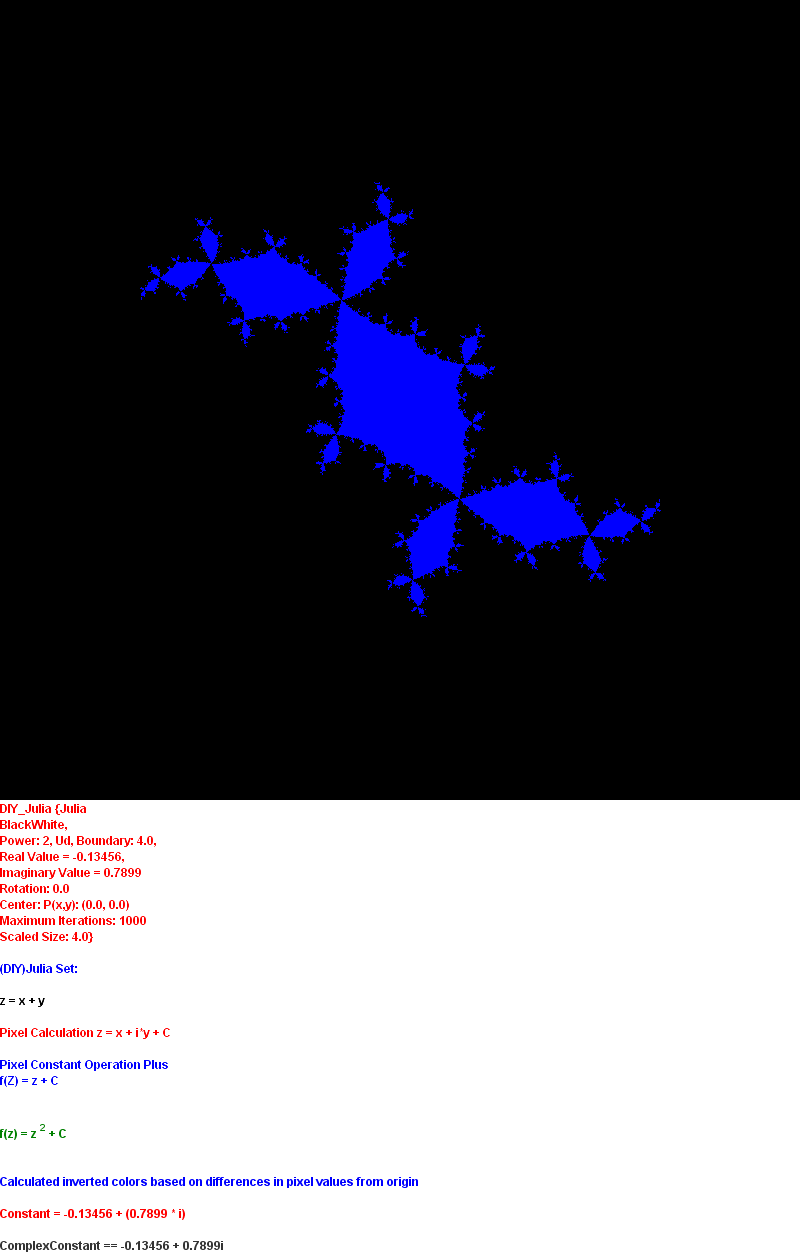 DIY_Julia {Julia
BlackWhite,
Power: 2, Ud, Boundary: 4.0,
Real Value = -0.13456,
Imaginary Value = 0.7899
Rotation: 0.0
Center: P(x,y): (0.0, 0.0)
Maximum Iterations: 1000
Scaled Size: 4.0}
(DIY)Julia Set:
z = x + y
Pixel Calculation z = x + i*y + C
Pixel Constant Operation Plus
f(Z) = z + C
f(z) = z 2 + C
Calculated inverted colors based on differences in pixel values from origin
Constant = -0.13456 + (0.7899 * i)
ComplexConstant == -0.13456 + 0.7899i